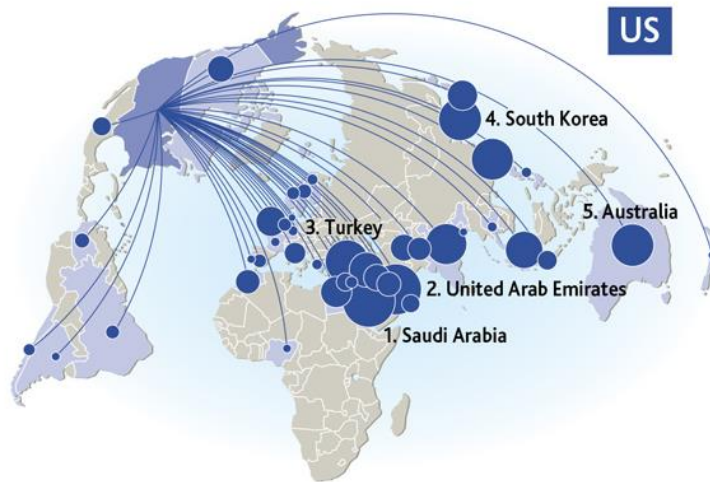 US
4. South Korea
5. Australia
3. Turkey
2. United Arab Emirates
1. Saudi Arabia